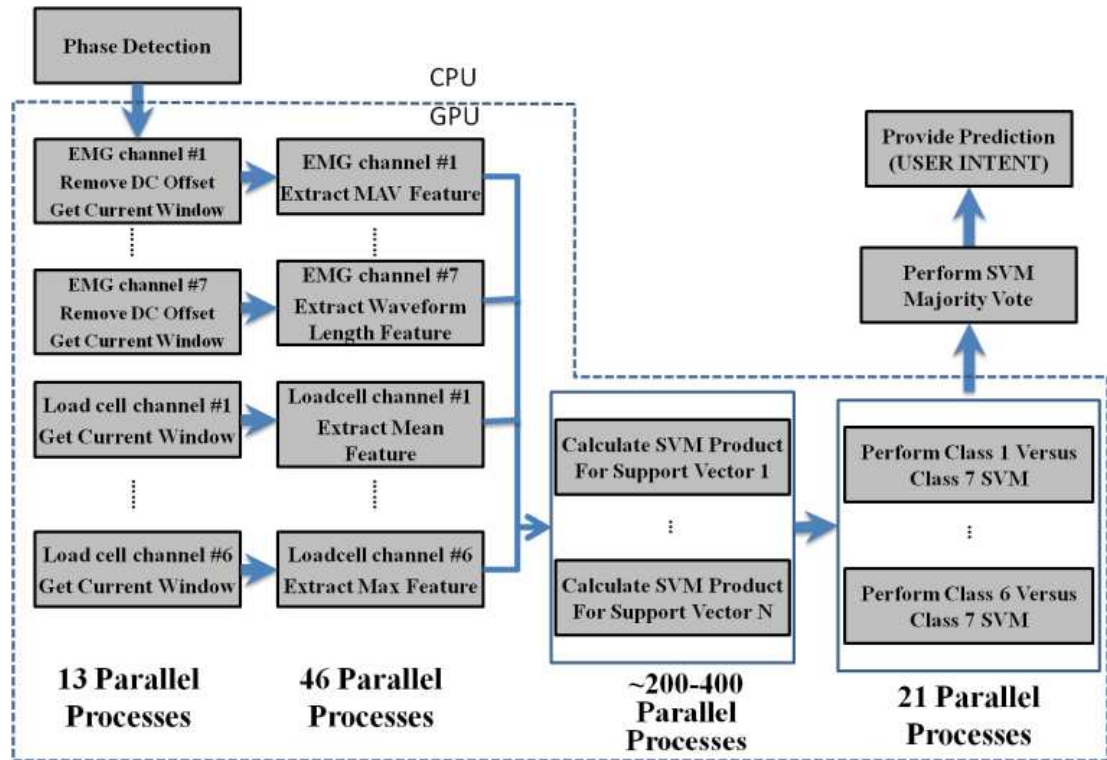 Phase Detection
CPU
GPU
EMG channel #1
Remove DC Offset
Get Current Window
EMG channel #1
Extract MAV Feature
EMG channel #7
Remove DC Offset
Get Current Window
EMG channel #7
Extract Waveform
Length Feature
Load cell channel #1
Get Current Window
Loadcell channel #1
Extract Mean
Feature
Load cell channel #6
Get Current Window
Loadcell channel #6
Extract Max Feature
13 Parallel
Processes
46 Parallel
Processes
Calculate SVM Product
For Support Vector 1
Calculate SVM Product
For Support Vector N
~200-400
Parallel
Processes
Provide Prediction
(USER INTENT)
Perform SVM
Majority Vote
Perform Class 1 Versus
Class 7 SVM
Perform Class 6 Versus
Class 7 SVM
21 Parallel
Processes